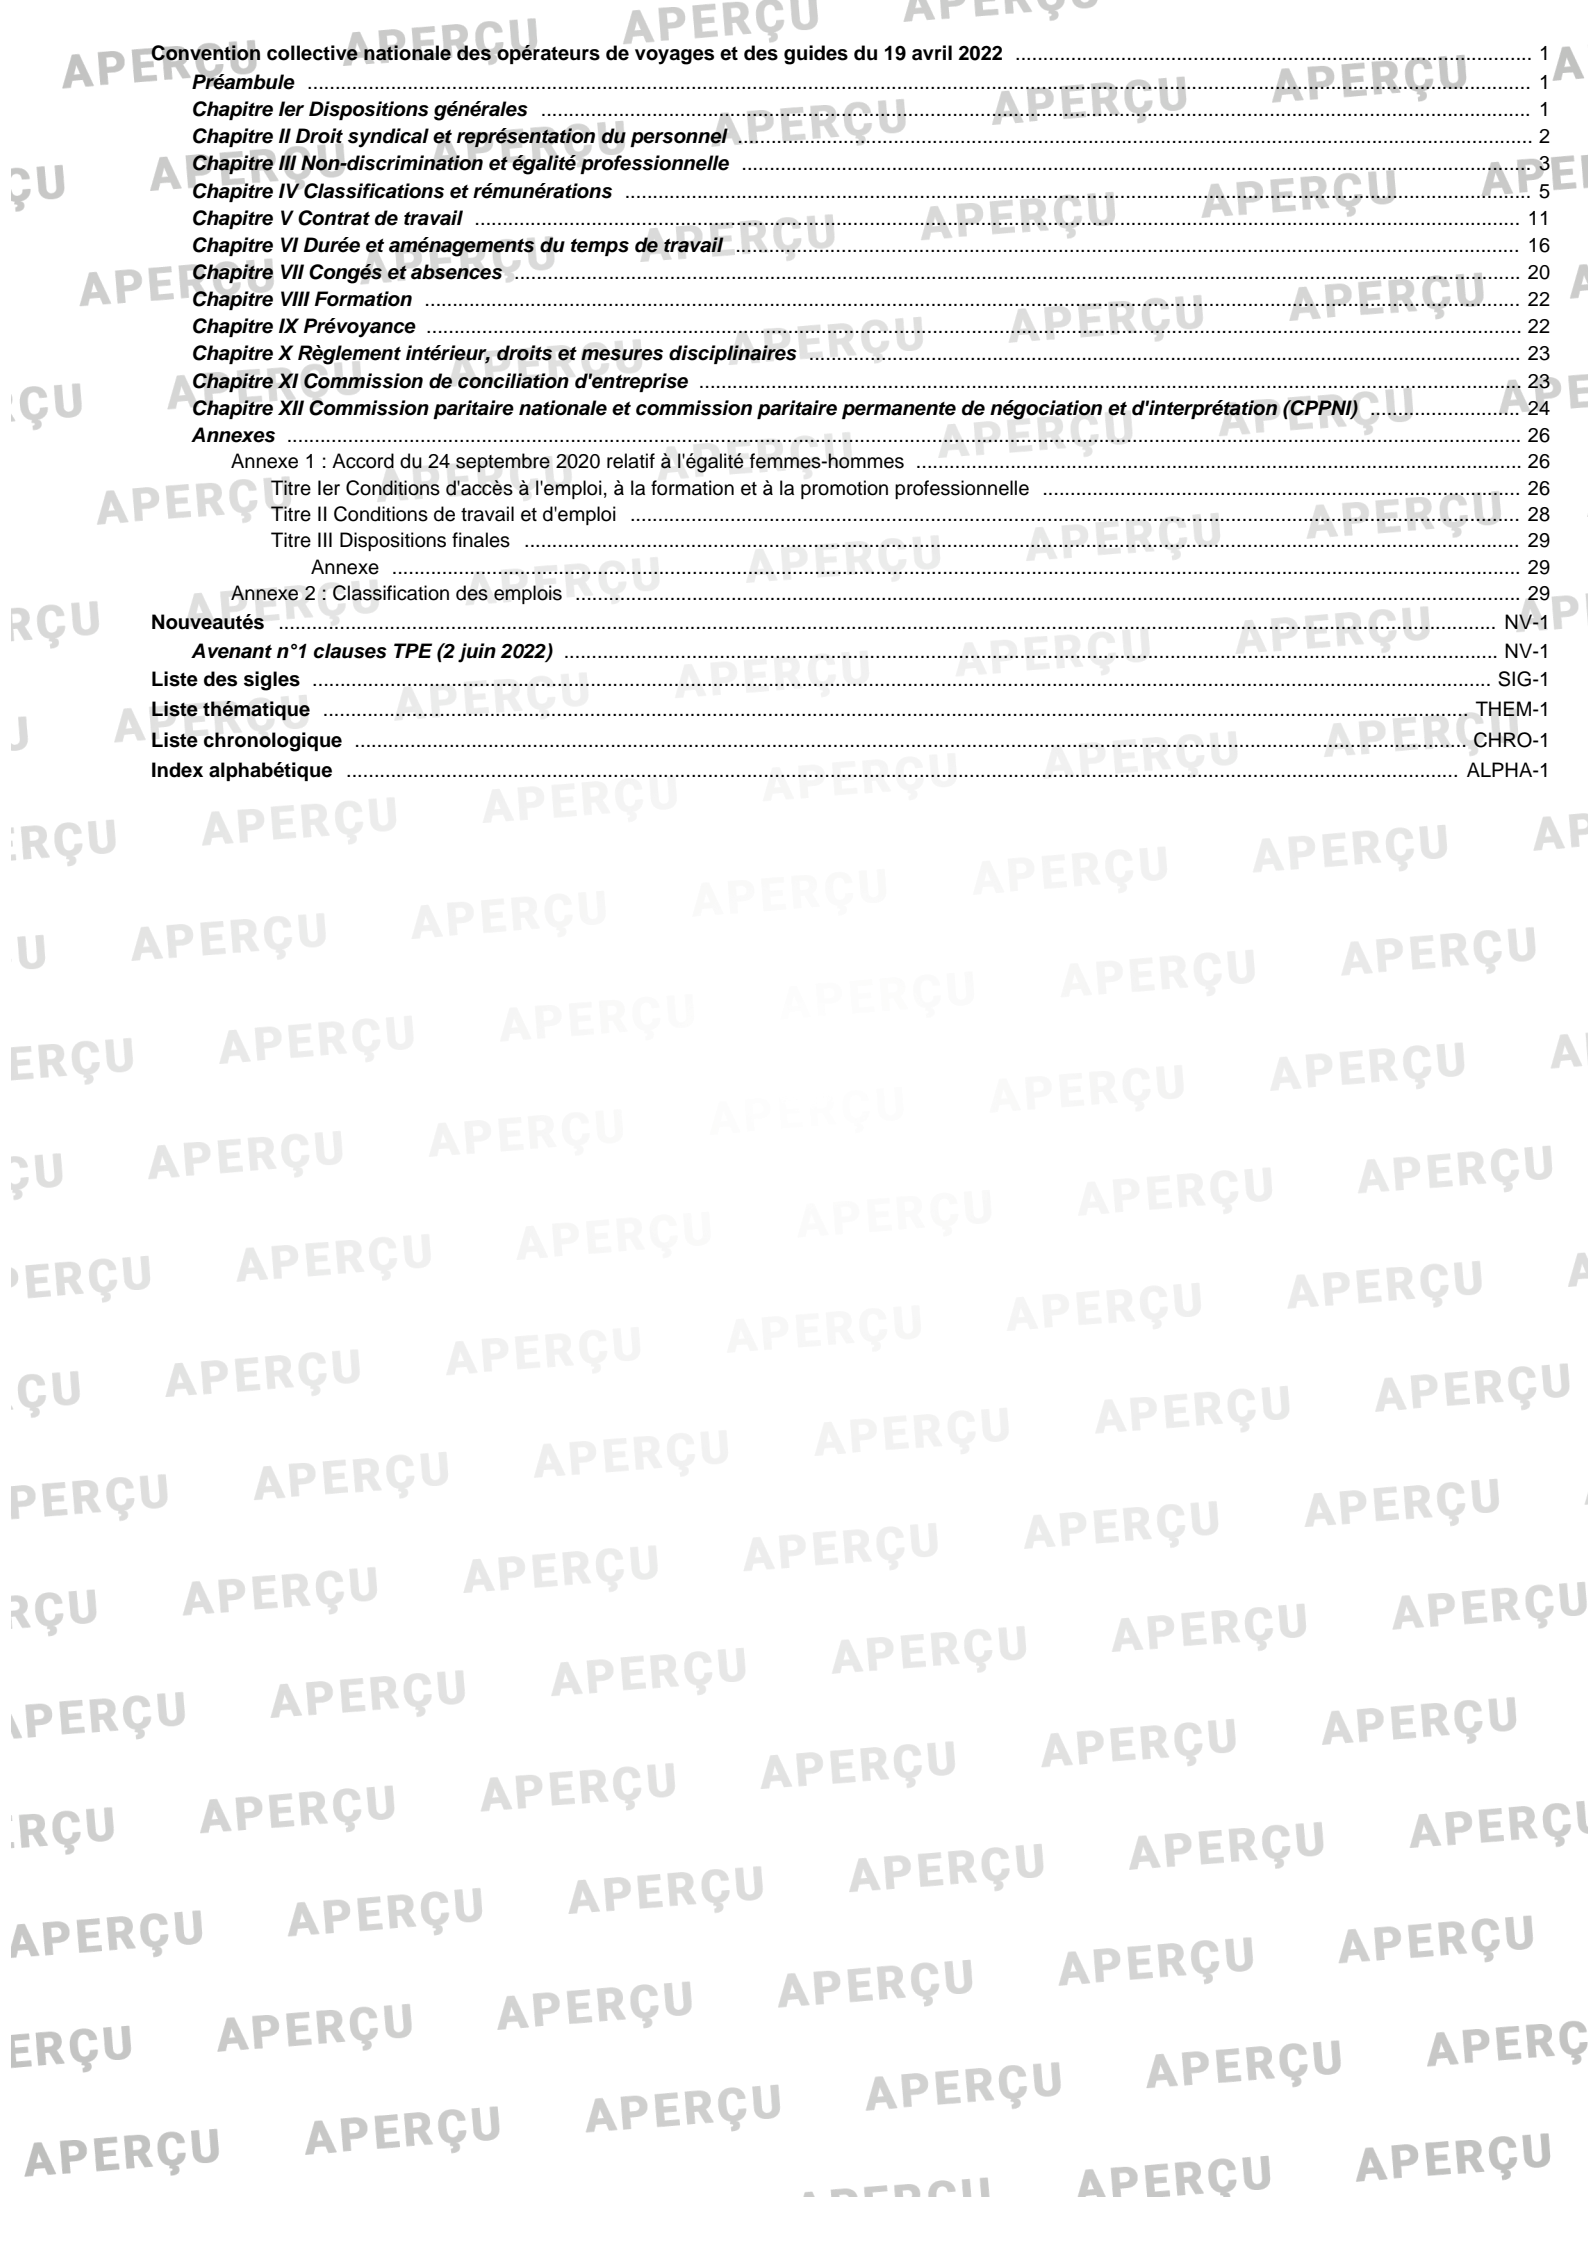 Convention collective nationale des opérateurs de voyages et des guides du 19 avril 2022 ... 1
Préambule ... 1
Chapitre Ier Dispositions générales ... 1
Chapitre II Droit syndical et représentation du personnel ... 2
Chapitre III Non-discrimination et égalité professionnelle ... 3
Chapitre IV Classifications et rémunérations ... 5
Chapitre V Contrat de travail ... 11
Chapitre VI Durée et aménagements du temps de travail ... 16
Chapitre VII Congés et absences ... 20
Chapitre VIII Formation ... 22
Chapitre IX Prévoyance ... 22
Chapitre X Règlement intérieur, droits et mesures disciplinaires ... 23
Chapitre XI Commission de conciliation d'entreprise ... 23
Chapitre XII Commission paritaire nationale et commission paritaire permanente de négociation et d'interprétation (CPPNI) ... 24
Annexes ... 26
Annexe 1 : Accord du 24 septembre 2020 relatif à l'égalité femmes-hommes ... 26
Titre Ier Conditions d'accès à l'emploi, à la formation et à la promotion professionnelle ... 26
Titre II Conditions de travail et d'emploi ... 28
Titre III Dispositions finales ... 29
Annexe ... 29
Annexe 2 : Classification des emplois ... 29
Nouveautés ... NV-1
Avenant n°1 clauses TPE (2 juin 2022) ... NV-1
Liste des sigles ... SIG-1
Liste thématique ... THEM-1
Liste chronologique ... CHRO-1
Index alphabétique ... ALPHA-1
APERÇU